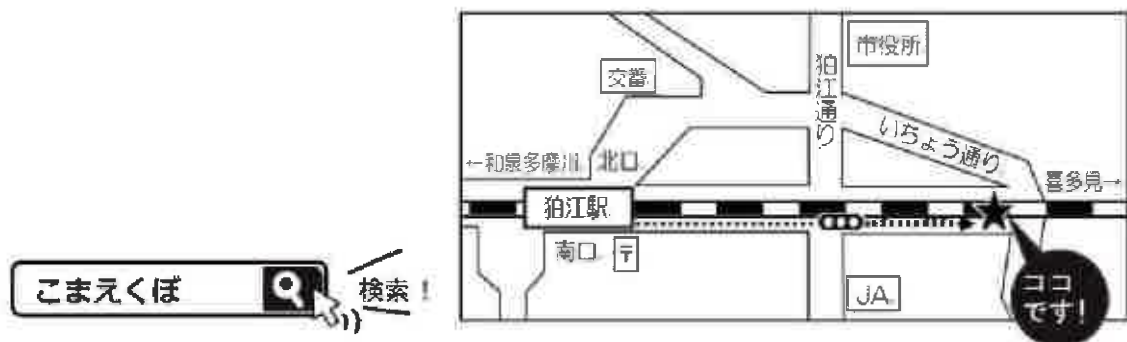 こまえくぼ
検索!
市役所
交番
狛江通り
いちょう通り
←和泉多摩川
北口
喜多見→
狛江駅
南口
〒
JA
ココ
です!